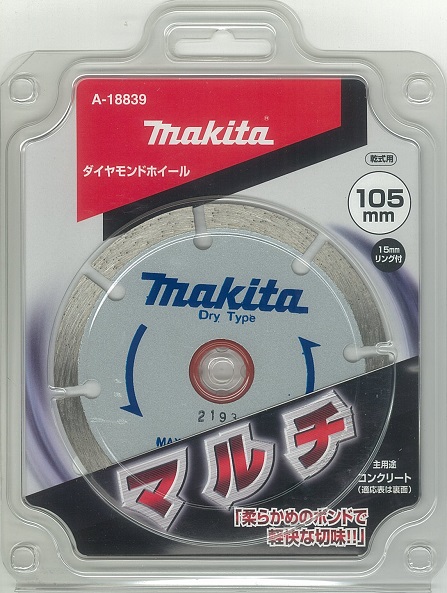 A-18839
makita
ダイヤモンドホイール
乾式用
105
mm
15mm
リング付
makita
Dry Type
2193
MAX
マルチ
主用途
コンクリート
(適応表は裏面)
「柔らかめのボンドで
軽快な切味!!」